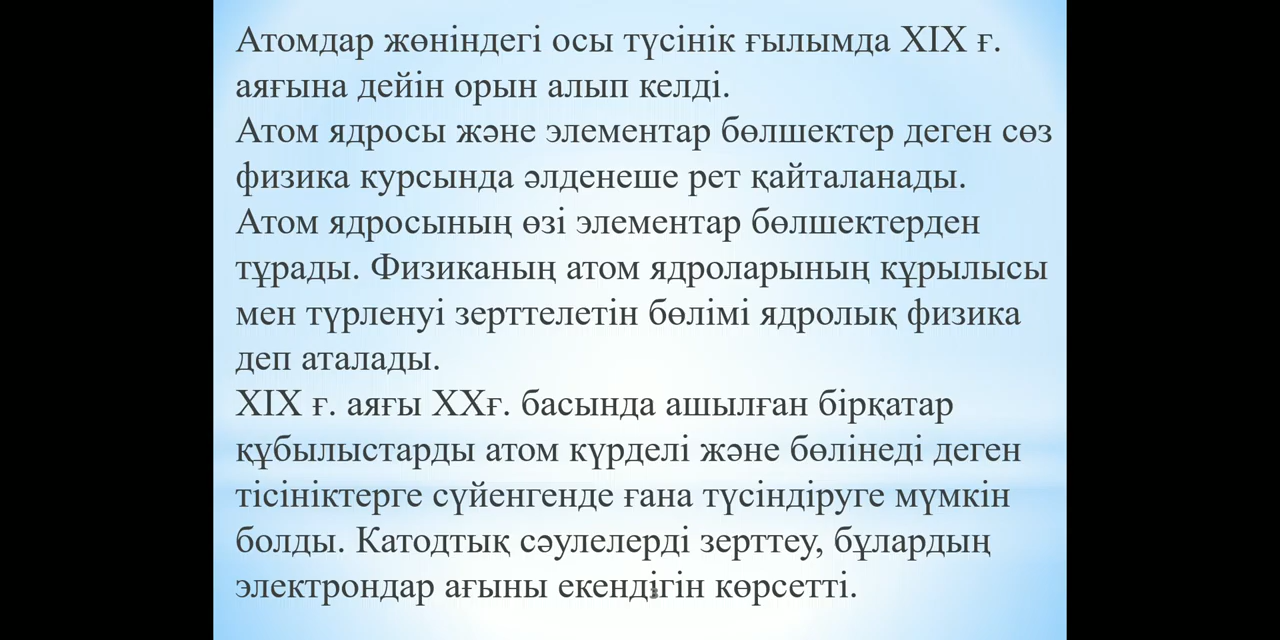 Атомдар жөніндегі осы түсінік ғылымда XIX ғ.
аяғына дейін орын алып келді.
Атом ядросы және элементар бөлшектер деген сөз
физика курсында әлденеше рет қайталанады.
Атом ядросының өзі элементар бөлшектерден
тұрады. Физиканың атом ядроларының кұрылысы
мен түрленуі зерттелетін бөлімі ядролық физика
деп аталады.
XIX ғ. аяғы XXғ. басында ашылған бірқатар
құбылыстарды атом күрделі және бөлінеді деген
тісініктерге сүйенгенде ғана түсіндіруге мүмкін
болды. Катодтық сәулелерді зерттеу, бұлардың
электрондар ағыны екендігін көрсетті.